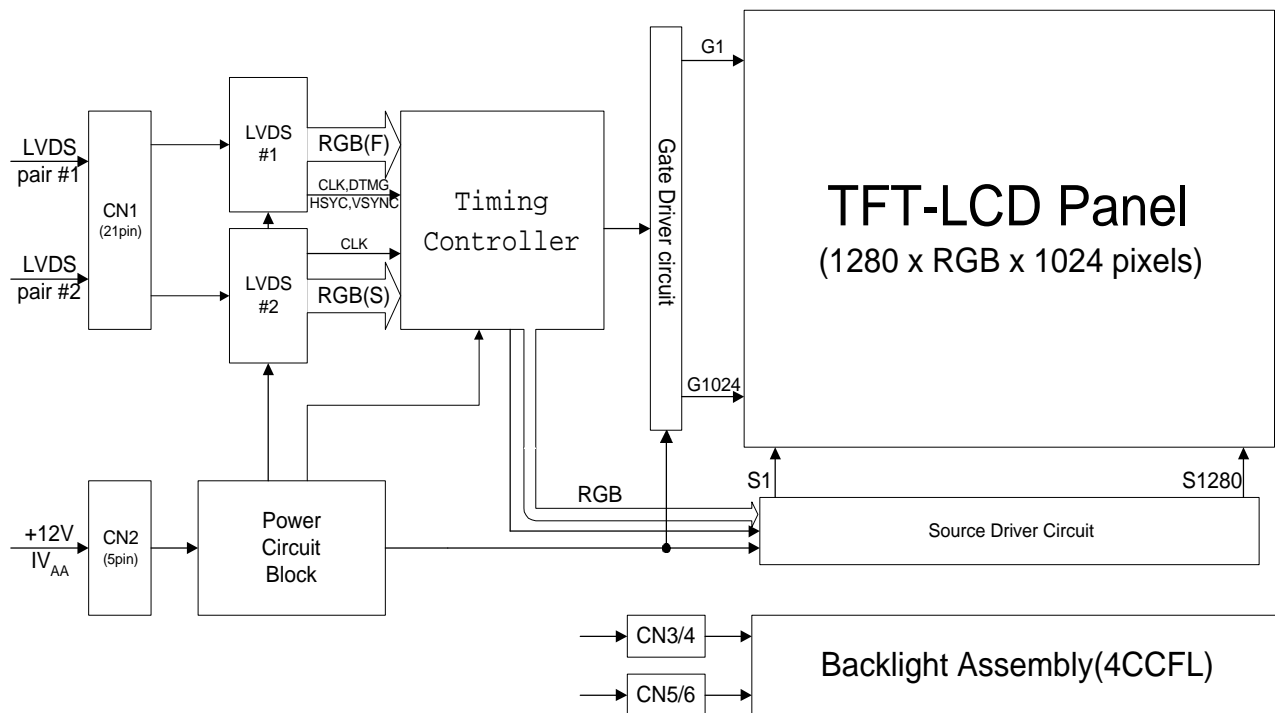 LVDS
pair #1
LVDS
pair #2
CN1
(21pin)
LVDS
#1
LVDS
#2
RGB(F)
CLK,DTMG
HSYC,VSYNC
CLK
RGB(S)
Timing
Controller
Gate Driver circuit
G1
G1024
TFT-LCD Panel
(1280 x RGB x 1024 pixels)
S1
S1280
RGB
Source Driver Circuit
+12V
IVAA
CN2
(5pin)
Power
Circuit
Block
CN3/4
CN5/6
Backlight Assembly(4CCFL)